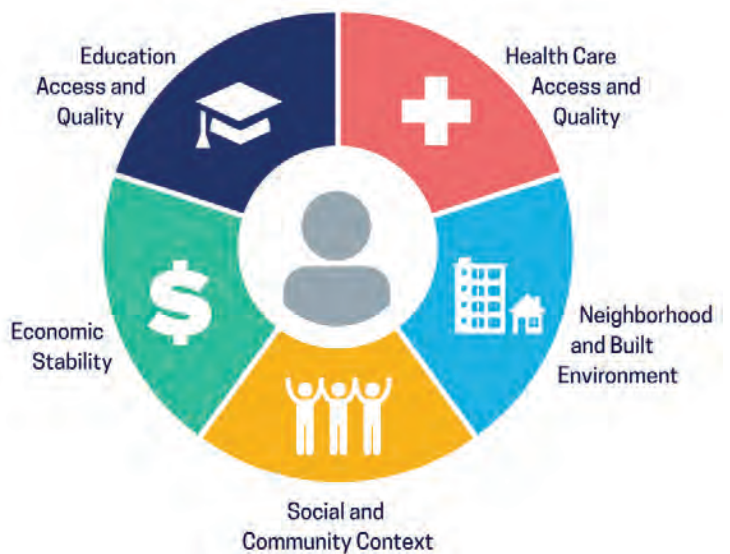 Education
Access and
Quality
Health Care
Access and
Quality
$
Economic
Stability
Neighborhood
and Built
Environment
Social and
Community Context